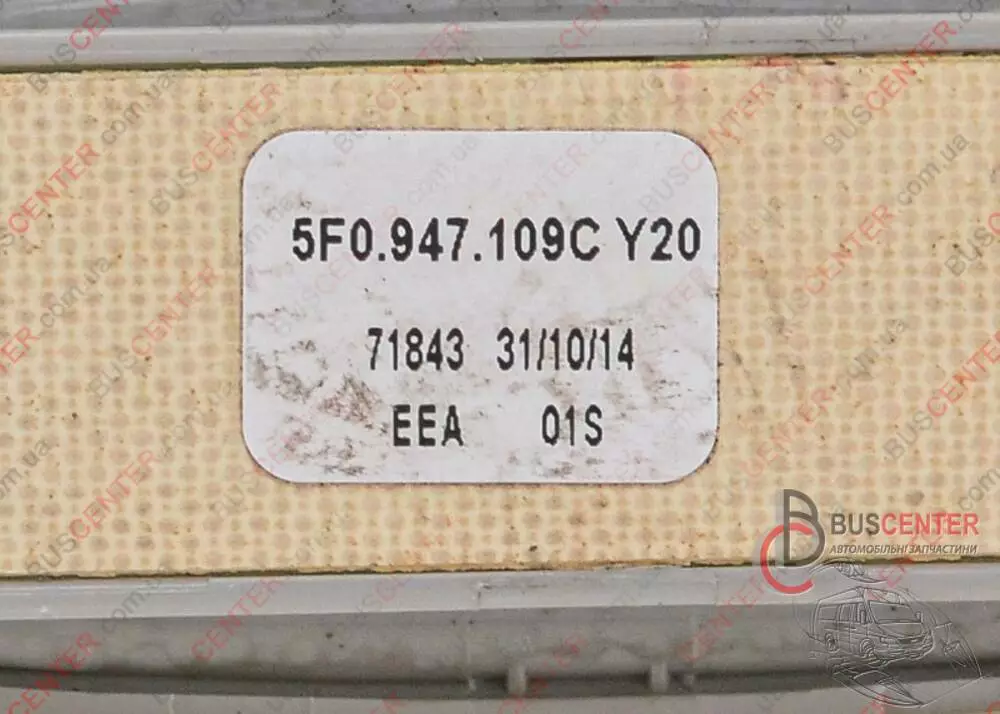 5F0.947.109C Y20
71843 31/10/14
EEA 01S
BUSCENTER
АВТОМОБІЛЬНІ ЗАПЧАСТИНИ